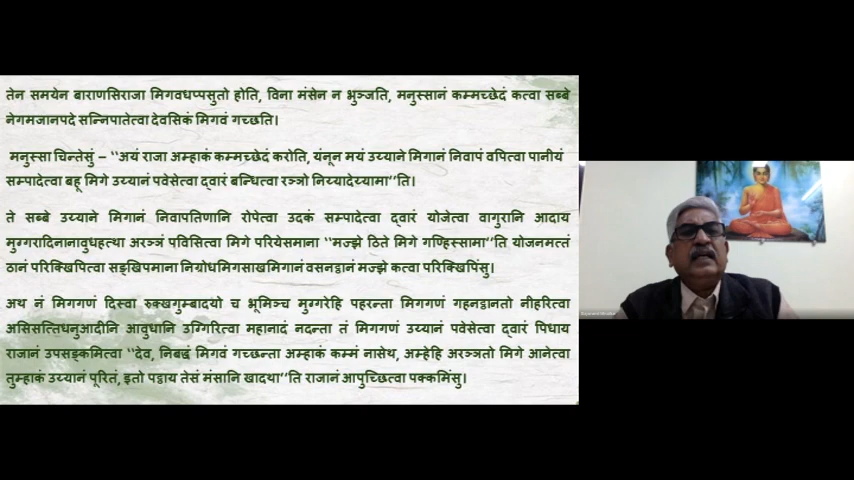 तेन समयेन बाराणसिराजा मिगवधप्पसुतो होति, विना मंसेन न भुञ्जति, मनुस्सानं कम्मच्छेदं कत्वा सब्बे
नेगमजानपदे सन्निपातेत्वा देवसिकं मिगवं गच्छति।
मनुस्सा चिन्तेसुं – ‘‘अयं राजा अम्हाकं कम्मच्छेदं करोति, यंनून मयं उय्याने मिगानं निवापं वपित्वा पानीयं
सम्पादेत्वा बहू मिगे उय्यानं पवेसेत्वा द्वारं बन्धित्वा रञ्ञो निय्यादेय्यामा’’ति।
ते सब्बे उय्याने मिगानं निवापतिणानि रोपेत्वा उदकं सम्पादेत्वा द्वारं योजेत्वा वागुरानि आदाय
मुग्गरादिनानावुधहत्था अरञ्ञं पविसित्वा मिगे परियेसमाना ‘‘मज्झे ठिते मिगे गण्हिस्सामा’’ति योजनमत्तं
ठानं परिक्खिपित्वा सङ्खिपमाना निग्रोधमिगसाखमिगानं वसनट्ठानं मज्झे कत्वा परिक्खिपिंसु।
अथ नं मिगगणं दिस्वा रुक्खगुम्बादयो च भूमिञ्च मुग्गरेहि पहरन्ता मिगगणं गहनट्ठानतो नीहरित्वा
असिसत्तिधनुआदीनि आवुधानि उग्गिरित्वा महानादं नदन्ता तं मिगगणं उय्यानं पवेसेत्वा द्वारं पिधाय
राजानं उपसङ्कमित्वा ‘‘देव, निबद्धं मिगवं गच्छन्ता अम्हाकं कम्मं नासेथ, अम्हेहि अरञ्ञतो मिगे आनेत्वा
तुम्हाकं उय्यानं पूरितं, इतो पट्ठाय तेसं मंसानि खादथा’’ति राजानं आपुच्छित्वा पक्कमिंसु।